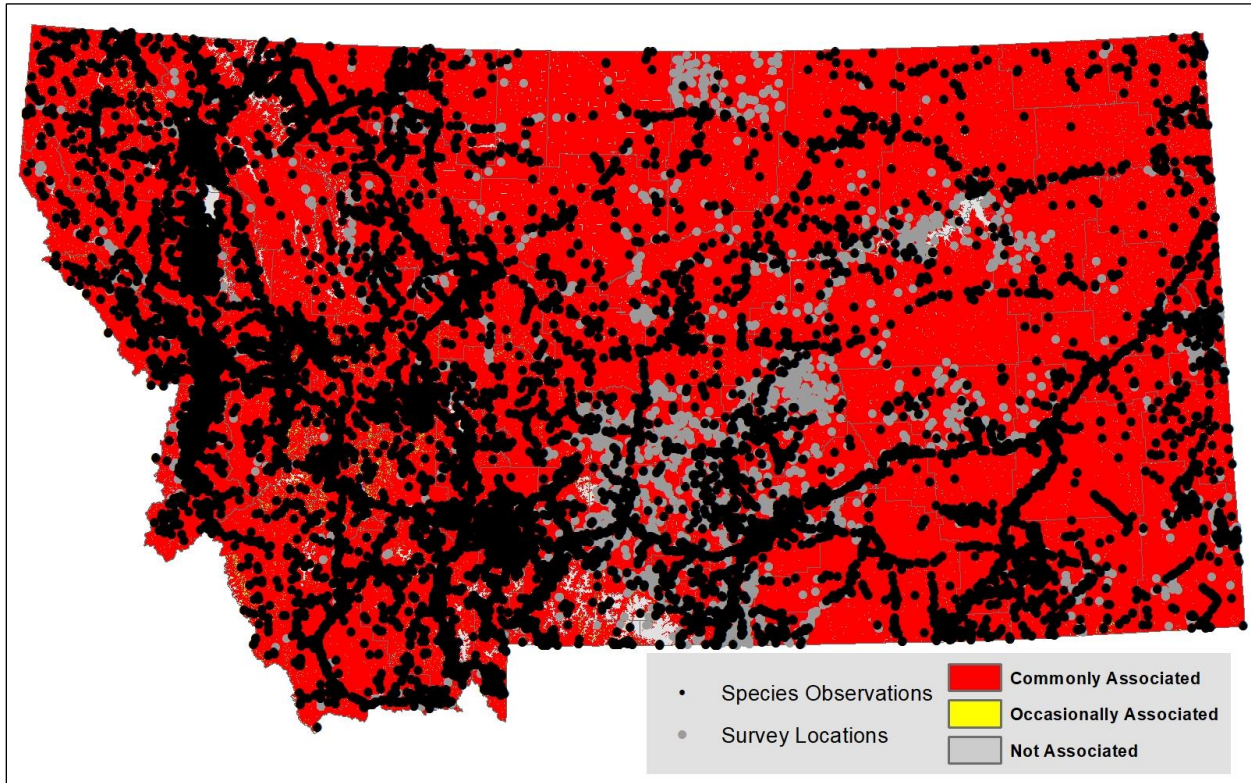 Species Observations
Survey Locations
Commonly Associated
Occasionally Associated
Not Associated